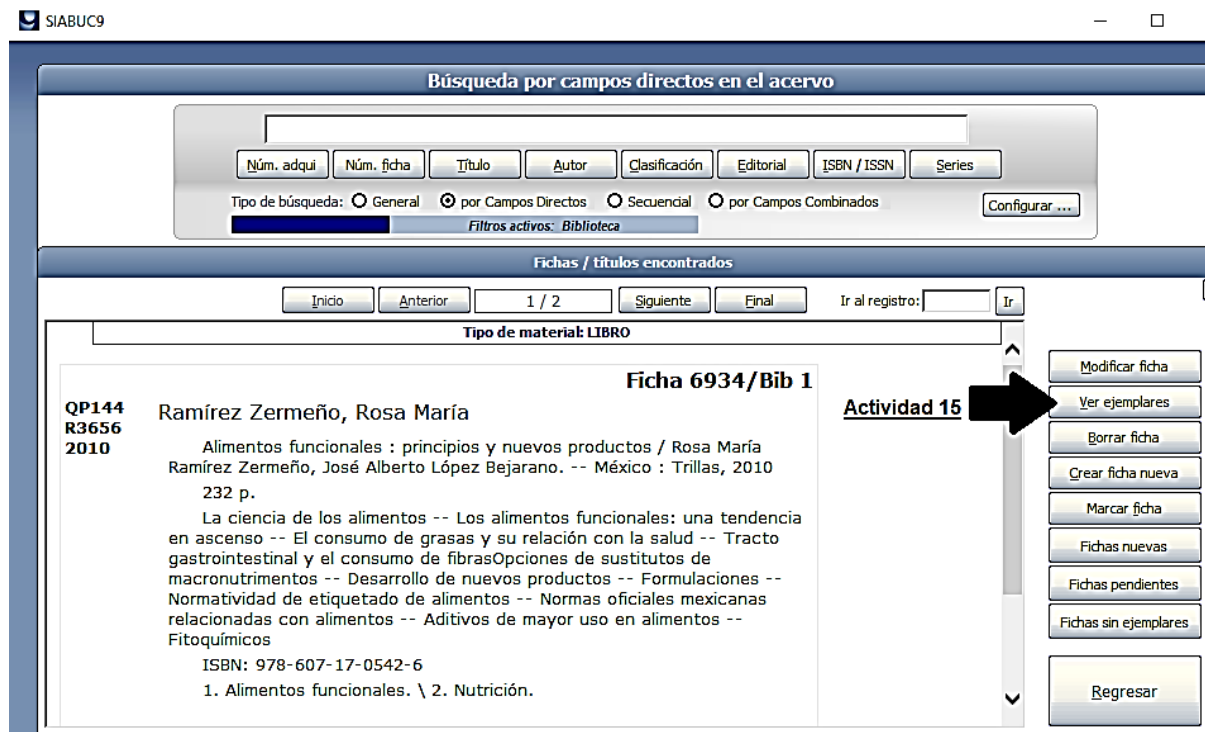 SIABUC9
Búsqueda por campos directos en el acervo
Núm. adqui Núm. ficha Título Autor Clasificación Editorial ISBN / ISSN Series
Tipo de búsqueda: General por Campos Directos Secuencial por Campos Combinados Configurar ...
Filtros activos: Biblioteca
Fichas / títulos encontrados
Inicio Anterior 1 / 2 Siguiente Final Ir al registro: Ir
Tipo de material: LIBRO
Ficha 6934/Bib 1
QP144
R3656
2010
Ramírez Zermeño, Rosa María
Alimentos funcionales : principios y nuevos productos / Rosa María
Ramírez Zermeño, José Alberto López Bejarano. -- México : Trillas, 2010
232 p.
La ciencia de los alimentos -- Los alimentos funcionales: una tendencia
en ascenso -- El consumo de grasas y su relación con la salud -- Tracto
gastrointestinal y el consumo de fibrasOpciones de sustitutos de
macronutrimentos -- Desarrollo de nuevos productos -- Formulaciones --
Normatividad de etiquetado de alimentos -- Normas oficiales mexicanas
relacionadas con alimentos -- Aditivos de mayor uso en alimentos --
Fitoquímicos
ISBN: 978-607-17-0542-6
1. Alimentos funcionales. \ 2. Nutrición.
Actividad 15
Modificar ficha
Ver ejemplares
Borrar ficha
Crear ficha nueva
Marcar ficha
Fichas nuevas
Fichas pendientes
Fichas sin ejemplares
Regresar